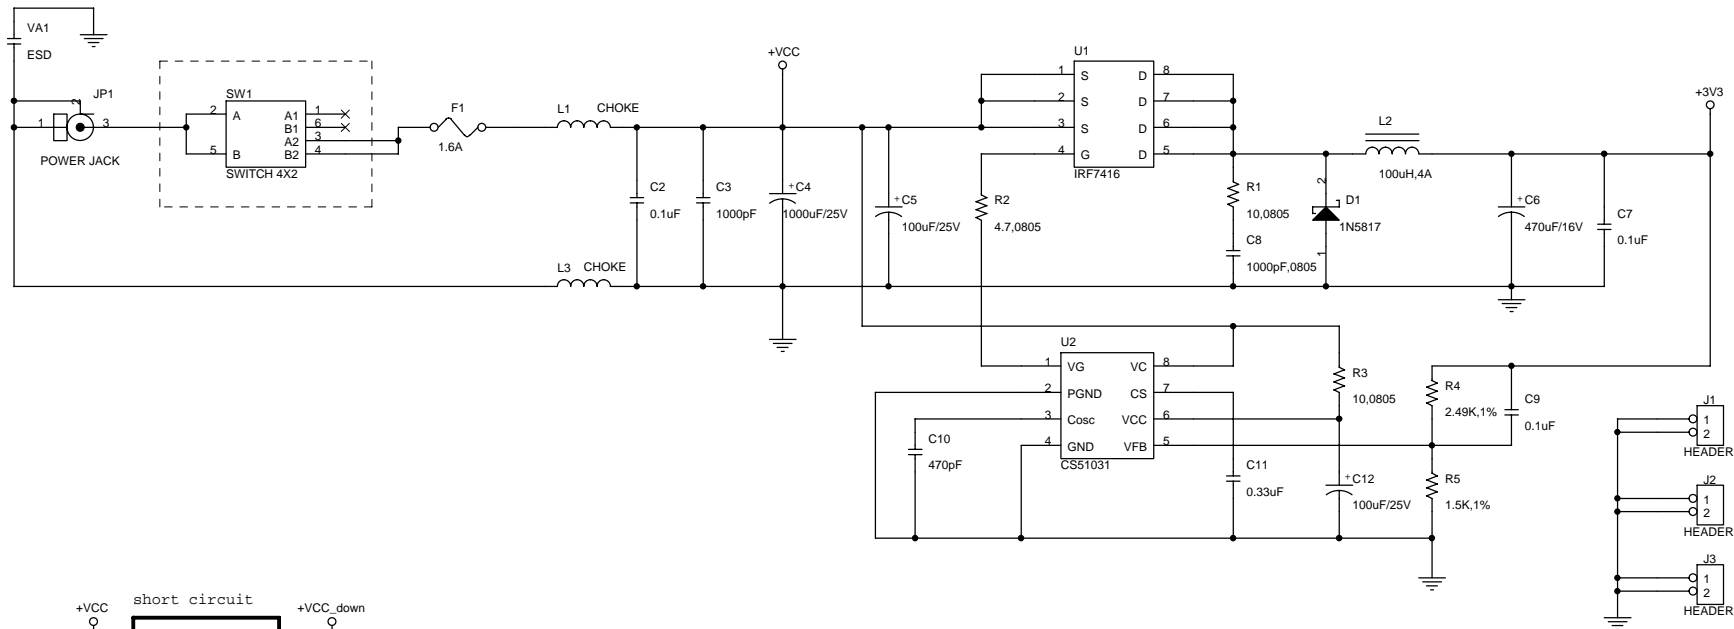 VA1
ESD
JP1
2
1
3
POWER JACK
SW1
2
A
A1
1
B1
6
A2
3
5
B
B2
4
SWITCH 4X2
F1
1.6A
L1
CHOKE
+VCC
C2
0.1uF
C3
1000pF
+
C4
1000uF/25V
L3
CHOKE
+
C5
100uF/25V
R2
4.7,0805
U1
1
S
D
8
2
S
D
7
3
S
D
6
4
G
D
5
IRF7416
R1
10,0805
C8
1000pF,0805
2
D1
1N5817
1
L2
100uH,4A
+
C6
470uF/16V
C7
0.1uF
+3V3
U2
1
VG
VC
8
2
PGND
CS
7
3
Cosc
VCC
6
4
GND
VFB
5
CS51031
C10
470pF
C11
0.33uF
R3
10,0805
+
C12
100uF/25V
R4
2.49K,1%
C9
0.1uF
R5
1.5K,1%
J1
1
2
HEADER
J2
1
2
HEADER
J3
1
2
HEADER
+VCC
short circuit
+VCC_down